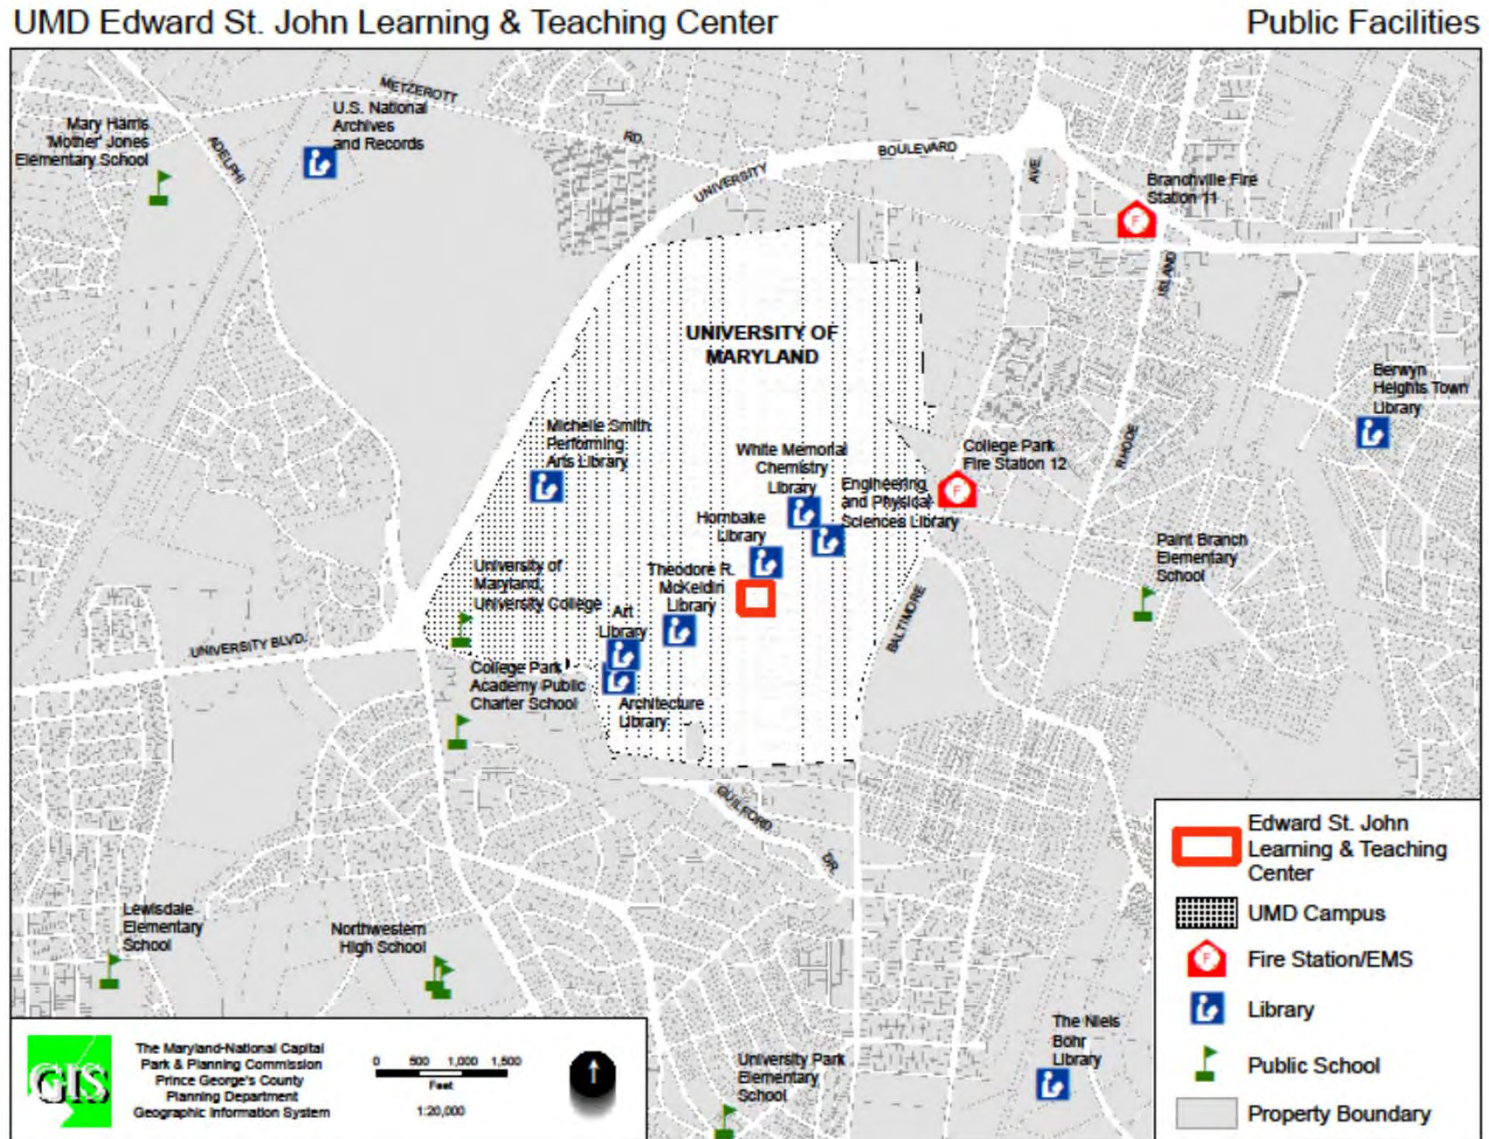 UMD Edward St. John Learning & Teaching Center
Public Facilities
METZEROTT
RD.
ADELPHI
U.S. National
Archives
and Records
Mary Harris
'Mother' Jones
Elementary School
UNIVERSITY
BOULEVARD
AVE
Branchville Fire
Station 11
ISLAND
RHODE
UNIVERSITY OF
MARYLAND
Berwyn
Heights Town
Library
Michelle Smith
Performing
Arts Library
White Memorial
Chemistry
Library
College Park
Fire Station 12
Engineering
and Physical
Sciences Library
Hornbake
Library
Paint Branch
Elementary
School
University of
Maryland,
University College
Theodore R.
McKeldin
Library
Art
Library
BALTIMORE
UNIVERSITY BLVD.
College Park
Academy Public
Charter School
Architecture
Library
GUILFORD
DR.
Lewisdale
Elementary
School
Northwestern
High School
The Niels
Bohr
Library
University Park
Elementary
School
Edward St. John
Learning & Teaching
Center
UMD Campus
F
Fire Station/EMS
Library
Public School
Property Boundary
GIS
The Maryland-National Capital
Park & Planning Commission
Prince George's County
Planning Department
Geographic Information System
0 500 1,000 1,500
Feet
1:20,000